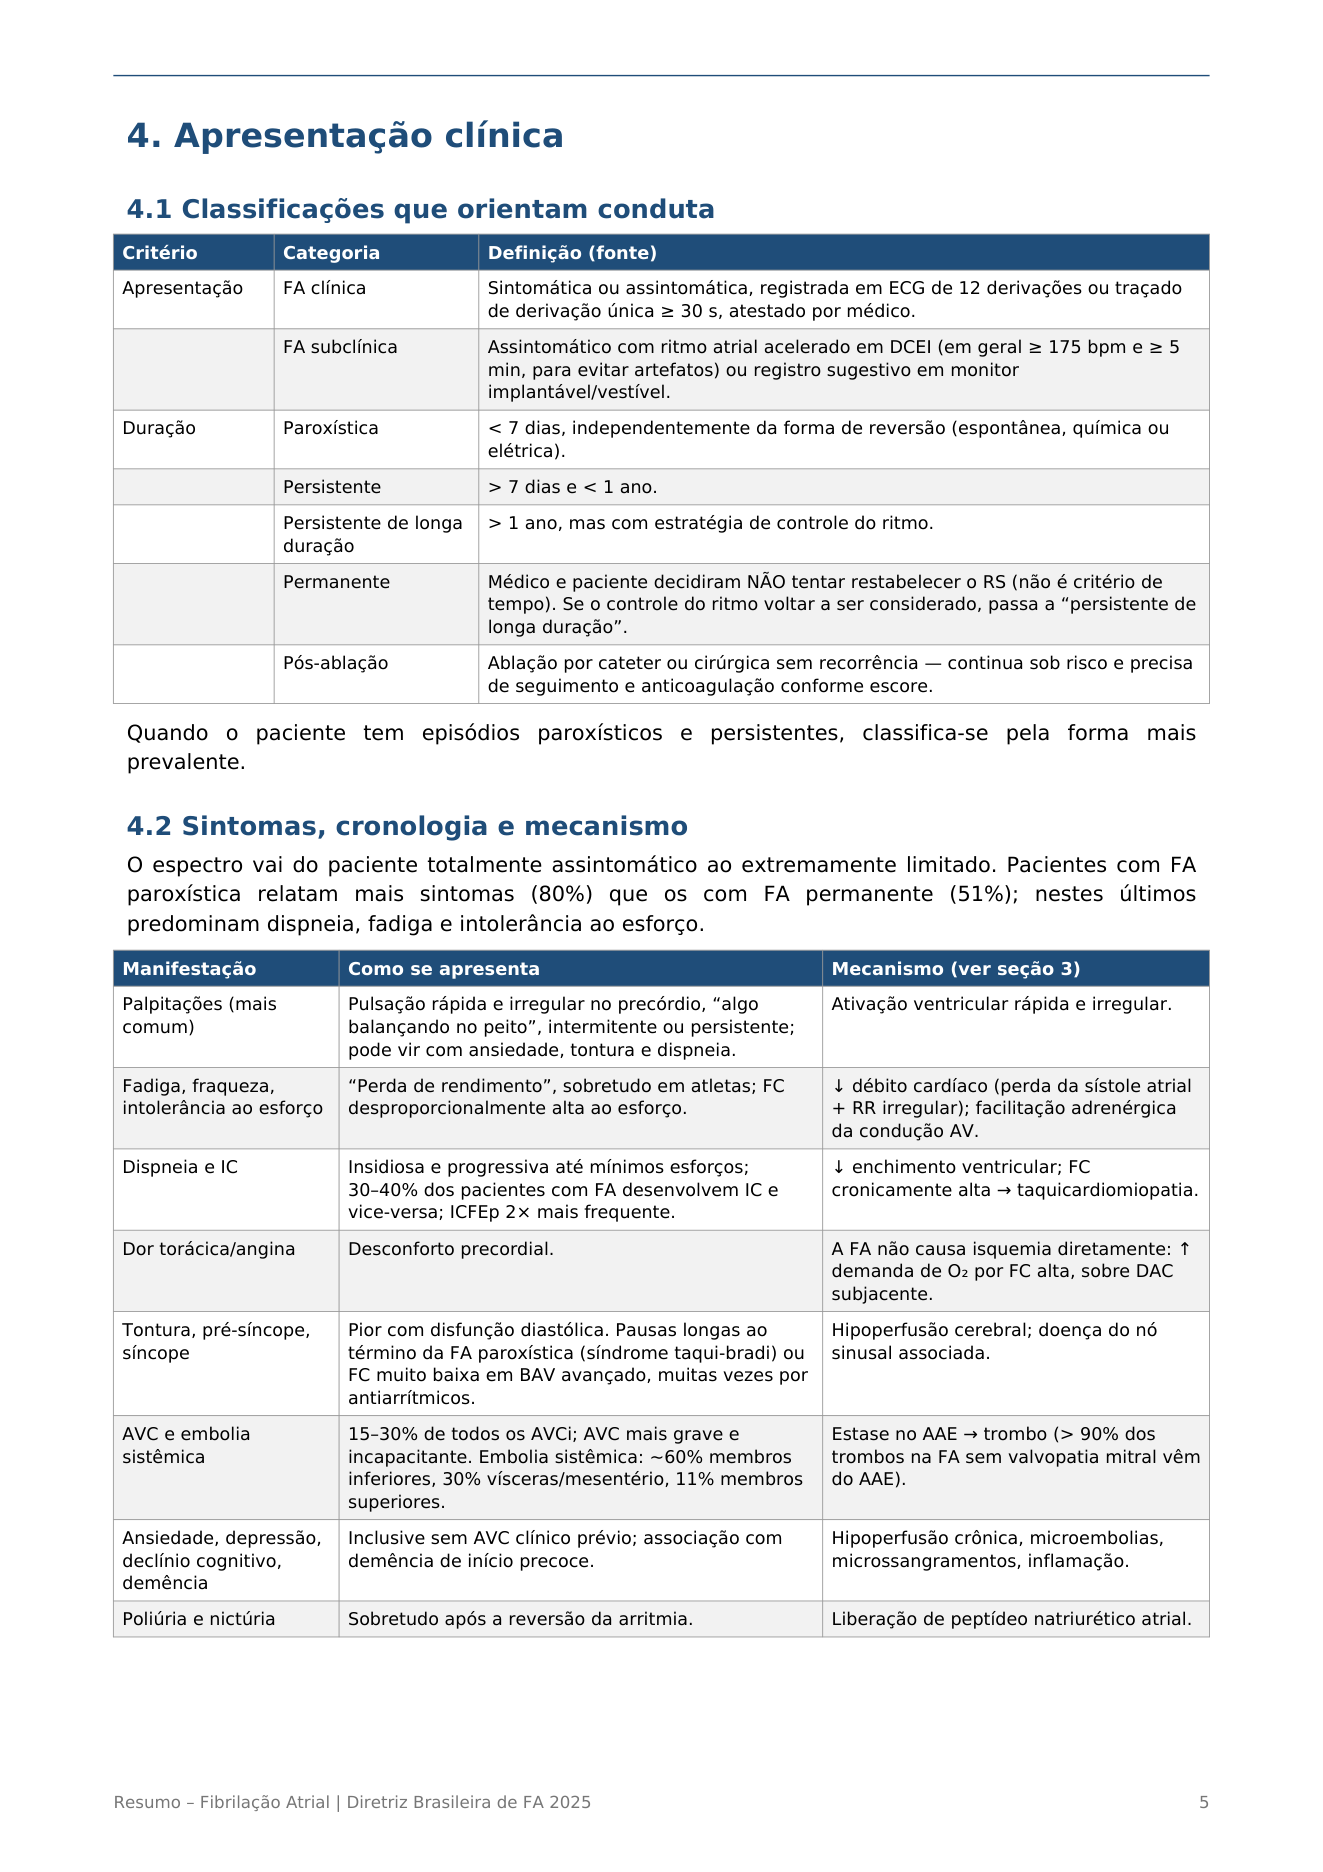 4. Apresentação clínica
4.1 Classificações que orientam conduta
Critério Categoria Definição (fonte)
Apresentação FA clínica Sintomática ou assintomática, registrada em ECG de 12 derivações ou traçado
de derivação única ≥ 30 s, atestado por médico.
FA subclínica Assintomático com ritmo atrial acelerado em DCEI (em geral ≥ 175 bpm e ≥ 5
min, para evitar artefatos) ou registro sugestivo em monitor
implantável/vestível.
Duração Paroxística < 7 dias, independentemente da forma de reversão (espontânea, química ou
elétrica).
Persistente > 7 dias e < 1 ano.
Persistente de longa > 1 ano, mas com estratégia de controle do ritmo.
duração
Permanente Médico e paciente decidiram NÃO tentar restabelecer o RS (não é critério de
tempo). Se o controle do ritmo voltar a ser considerado, passa a “persistente de
longa duração”.
Pós-ablação Ablação por cateter ou cirúrgica sem recorrência — continua sob risco e precisa
de seguimento e anticoagulação conforme escore.
Quando o paciente tem episódios paroxísticos e persistentes, classifica-se pela forma mais
prevalente.
4.2 Sintomas, cronologia e mecanismo
O espectro vai do paciente totalmente assintomático ao extremamente limitado. Pacientes com FA
paroxística relatam mais sintomas (80%) que os com FA permanente (51%); nestes últimos
predominam dispneia, fadiga e intolerância ao esforço.
Manifestação Como se apresenta Mecanismo (ver seção 3)
Palpitações (mais Pulsação rápida e irregular no precórdio, “algo Ativação ventricular rápida e irregular.
comum) balançando no peito”, intermitente ou persistente;
pode vir com ansiedade, tontura e dispneia.
Fadiga, fraqueza, “Perda de rendimento”, sobretudo em atletas; FC ↓ débito cardíaco (perda da sístole atrial
intolerância ao esforço desproporcionalmente alta ao esforço. + RR irregular); facilitação adrenérgica
da condução AV.
Dispneia e IC Insidiosa e progressiva até mínimos esforços; ↓ enchimento ventricular; FC
30–40% dos pacientes com FA desenvolvem IC e cronicamente alta → taquicardiomiopatia.
vice-versa; ICFEp 2× mais frequente.
Dor torácica/angina Desconforto precordial. A FA não causa isquemia diretamente: ↑
demanda de O₂ por FC alta, sobre DAC
subjacente.
Tontura, pré-síncope, Pior com disfunção diastólica. Pausas longas ao Hipoperfusão cerebral; doença do nó
síncope término da FA paroxística (síndrome taqui-bradi) ou sinusal associada.
FC muito baixa em BAV avançado, muitas vezes por
antiarrítmicos.
AVC e embolia 15–30% de todos os AVCi; AVC mais grave e Estase no AAE → trombo (> 90% dos
sistêmica incapacitante. Embolia sistêmica: ~60% membros trombos na FA sem valvopatia mitral vêm
inferiores, 30% vísceras/mesentério, 11% membros do AAE).
superiores.
Ansiedade, depressão, Inclusive sem AVC clínico prévio; associação com Hipoperfusão crônica, microembolias,
declínio cognitivo, demência de início precoce. microssangramentos, inflamação.
demência
Poliúria e nictúria Sobretudo após a reversão da arritmia. Liberação de peptídeo natriurético atrial.
Resumo – Fibrilação Atrial | Diretriz Brasileira de FA 2025 5